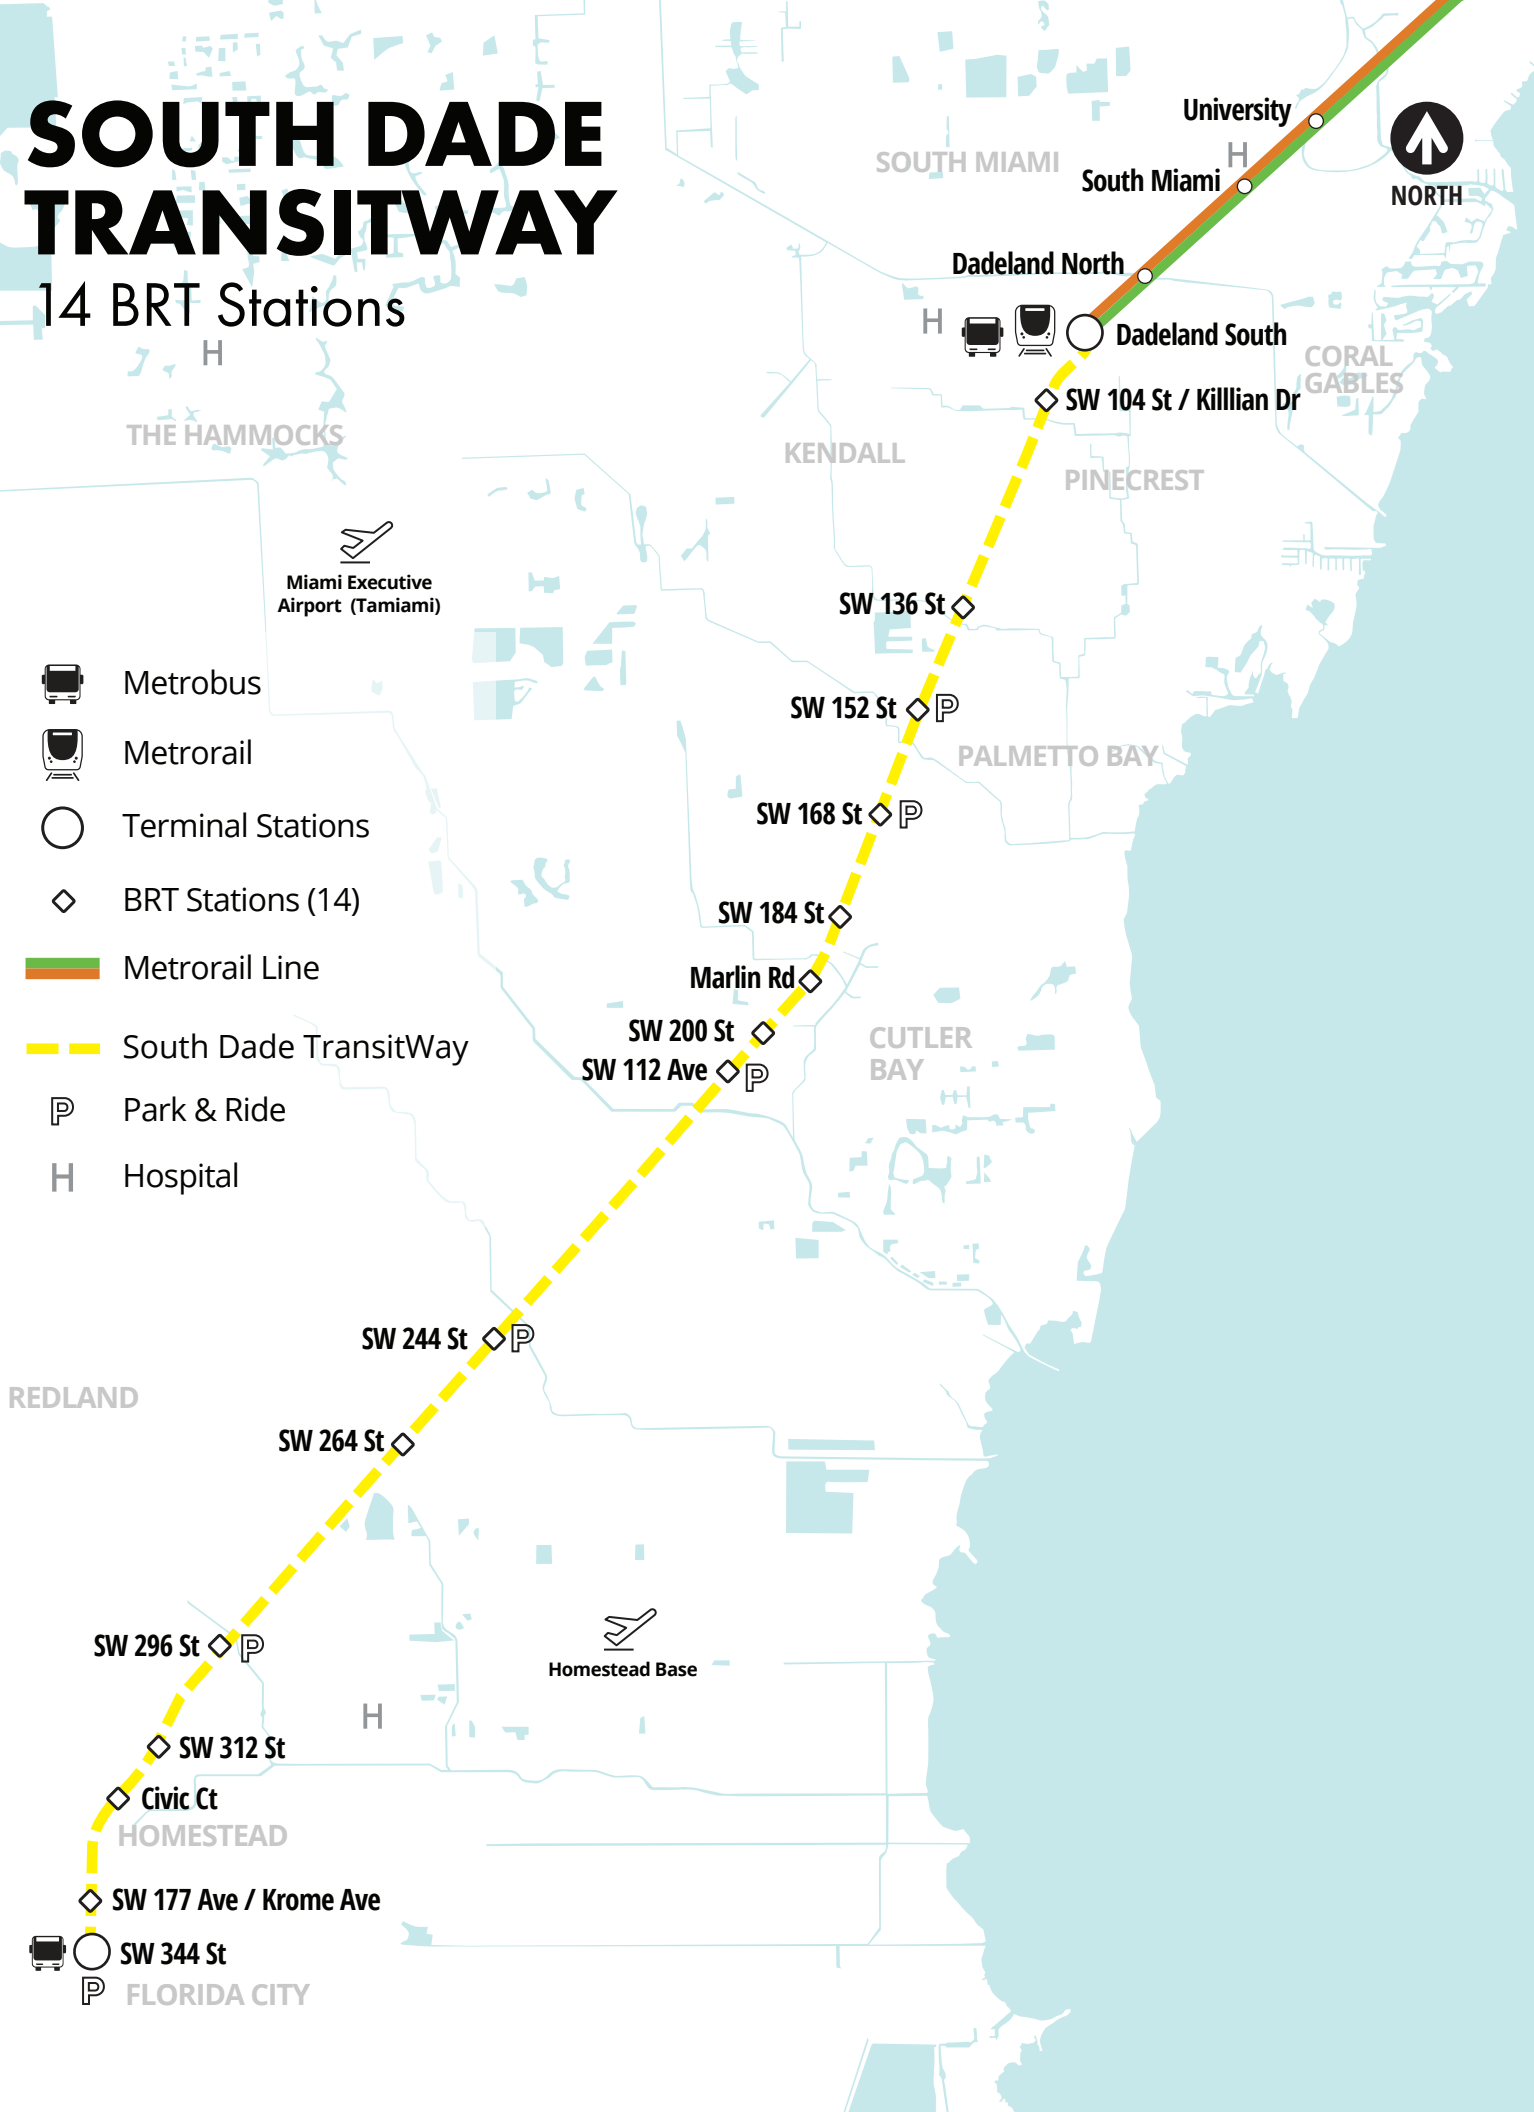 SOUTH DADE
TRANSITWAY
14 BRT Stations
University
SOUTH MIAMI
H
South Miami
NORTH
Dadeland North
H
Dadeland South
H
CORAL
GABLES
SW 104 St / Killlian Dr
THE HAMMOCKS
KENDALL
PINECREST
Miami Executive
Airport (Tamiami)
SW 136 St
Metrobus
SW 152 St P
Metrorail
PALMETTO BAY
SW 168 St P
Terminal Stations
BRT Stations (14)
SW 184 St
Metrorail Line
Marlin Rd
SW 200 St
CUTLER
BAY
South Dade TransitWay
SW 112 Ave P
P Park & Ride
H Hospital
SW 244 St P
REDLAND
SW 264 St
SW 296 St P
Homestead Base
H
SW 312 St
Civic Ct
HOMESTEAD
SW 177 Ave / Krome Ave
SW 344 St
P
FLORIDA CITY